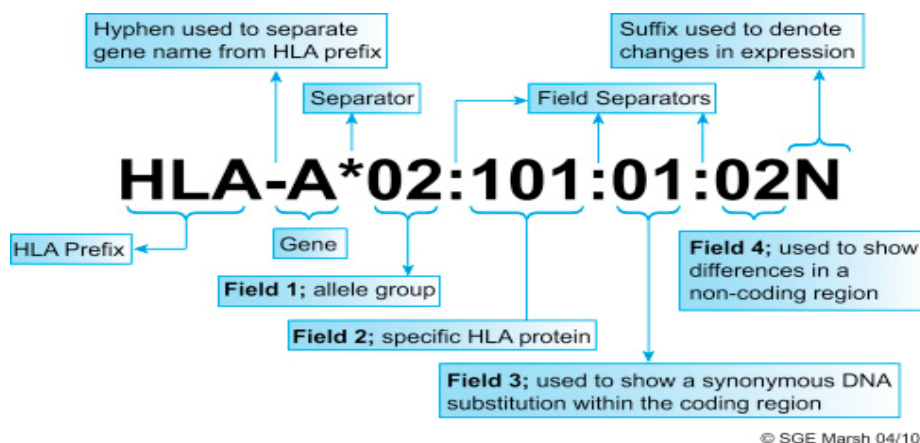 Hyphen used to separate
gene name from HLA prefix
Suffix used to denote
changes in expression
Separator
Field Separators
HLA-A*02:101:01:02N
HLA Prefix
Gene
Field 1; allele group
Field 2; specific HLA protein
Field 3; used to show a synonymous DNA
substitution within the coding region
Field 4; used to show
differences in a
non-coding region
© SGE Marsh 04/10